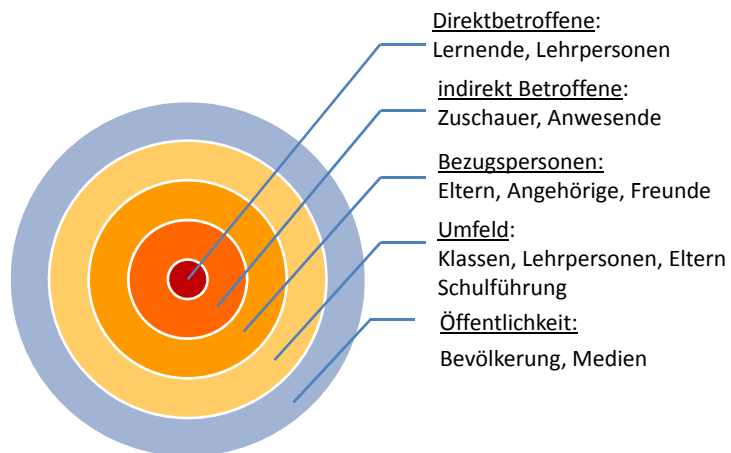 Direktbetroffene:
Lernende, Lehrpersonen
indirekt Betroffene:
Zuschauer, Anwesende
Bezugspersonen:
Eltern, Angehörige, Freunde
Umfeld:
Klassen, Lehrpersonen, Eltern
Schulführung
Öffentlichkeit:
Bevölkerung, Medien